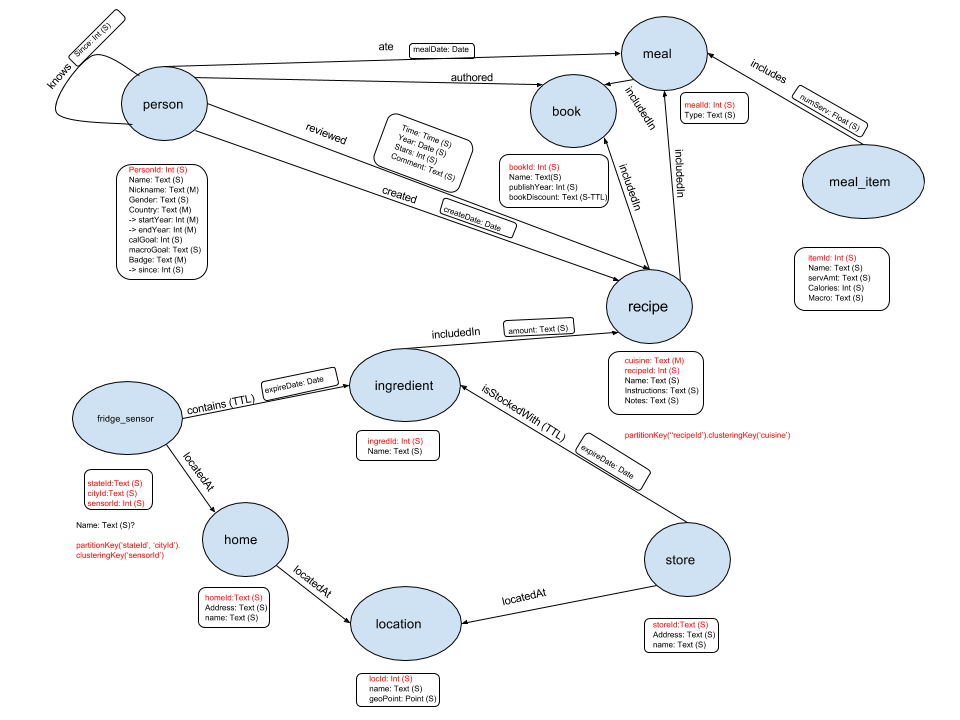 Since: Int (S)
knows
ate
mealDate: Date
meal
authored
includes
person
book
includedIn
numServ: Float (S)
mealId: Int (S)
Type: Text (S)
reviewed
Time: Time (S)
Year: Date (S)
Stars: Int (S)
Comment: Text (S)
includedIn
includedIn
meal_item
PersonId: Int (S)
Name: Text (S)
Nickname: Text (M)
Gender: Text (S)
Country: Text (M)
-> startYear: Int (M)
-> endYear: Int (M)
calGoal: Int (S)
macroGoal: Text (S)
Badge: Text (M)
-> since: Int (S)
bookId: Int (S)
Name: Text(S)
publishYear: Int (S)
bookDiscount: Text (S-TTL)
created
createDate: Date
itemId: Int (S)
Name: Text (S)
servAmt: Text (S)
Calories: Int (S)
Macro: Text (S)
recipe
includedIn
amount: Text (S)
cuisine: Text (M)
recipeId: Int (S)
Name: Text (S)
Instructions: Text (S)
Notes: Text (S)
partitionKey("recipeId').clusteringKey('cuisine')
fridge_sensor
contains (TTL)
expireDate: Date
ingredient
isStockedWith (TTL)
expireDate: Date
ingredId: Int (S)
Name: Text (S)
stateId:Text (S)
cityId:Text (S)
sensorId: Int (S)
Name: Text (S)?
partitionKey('stateId', 'cityId').
clusteringKey('sensorId')
locatedAt
home
locatedAt
homeId:Text (S)
Address: Text (S)
name: Text (S)
location
locatedAt
store
storeId:Text (S)
Address: Text (S)
name: Text (S)
locId: Int (S)
name: Text (S)
geoPoint: Point (S)